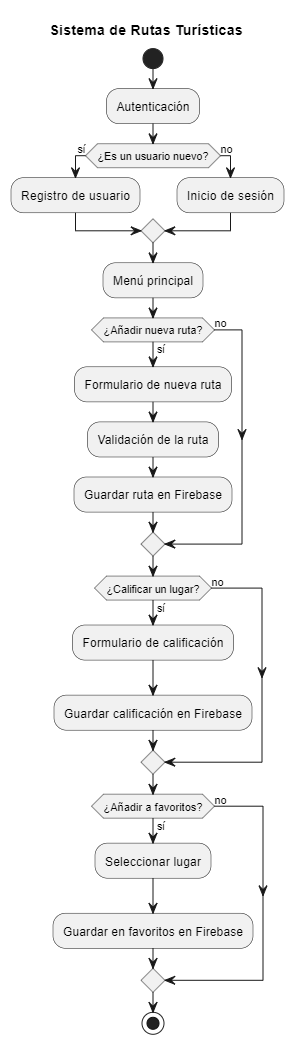 Sistema de Rutas Turísticas
Autenticación
¿Es un usuario nuevo?
sí
no
Registro de usuario
Inicio de sesión
Menú principal
¿Añadir nueva ruta?
no
sí
Formulario de nueva ruta
Validación de la ruta
Guardar ruta en Firebase
¿Calificar un lugar?
no
sí
Formulario de calificación
Guardar calificación en Firebase
¿Añadir a favoritos?
no
sí
Seleccionar lugar
Guardar en favoritos en Firebase